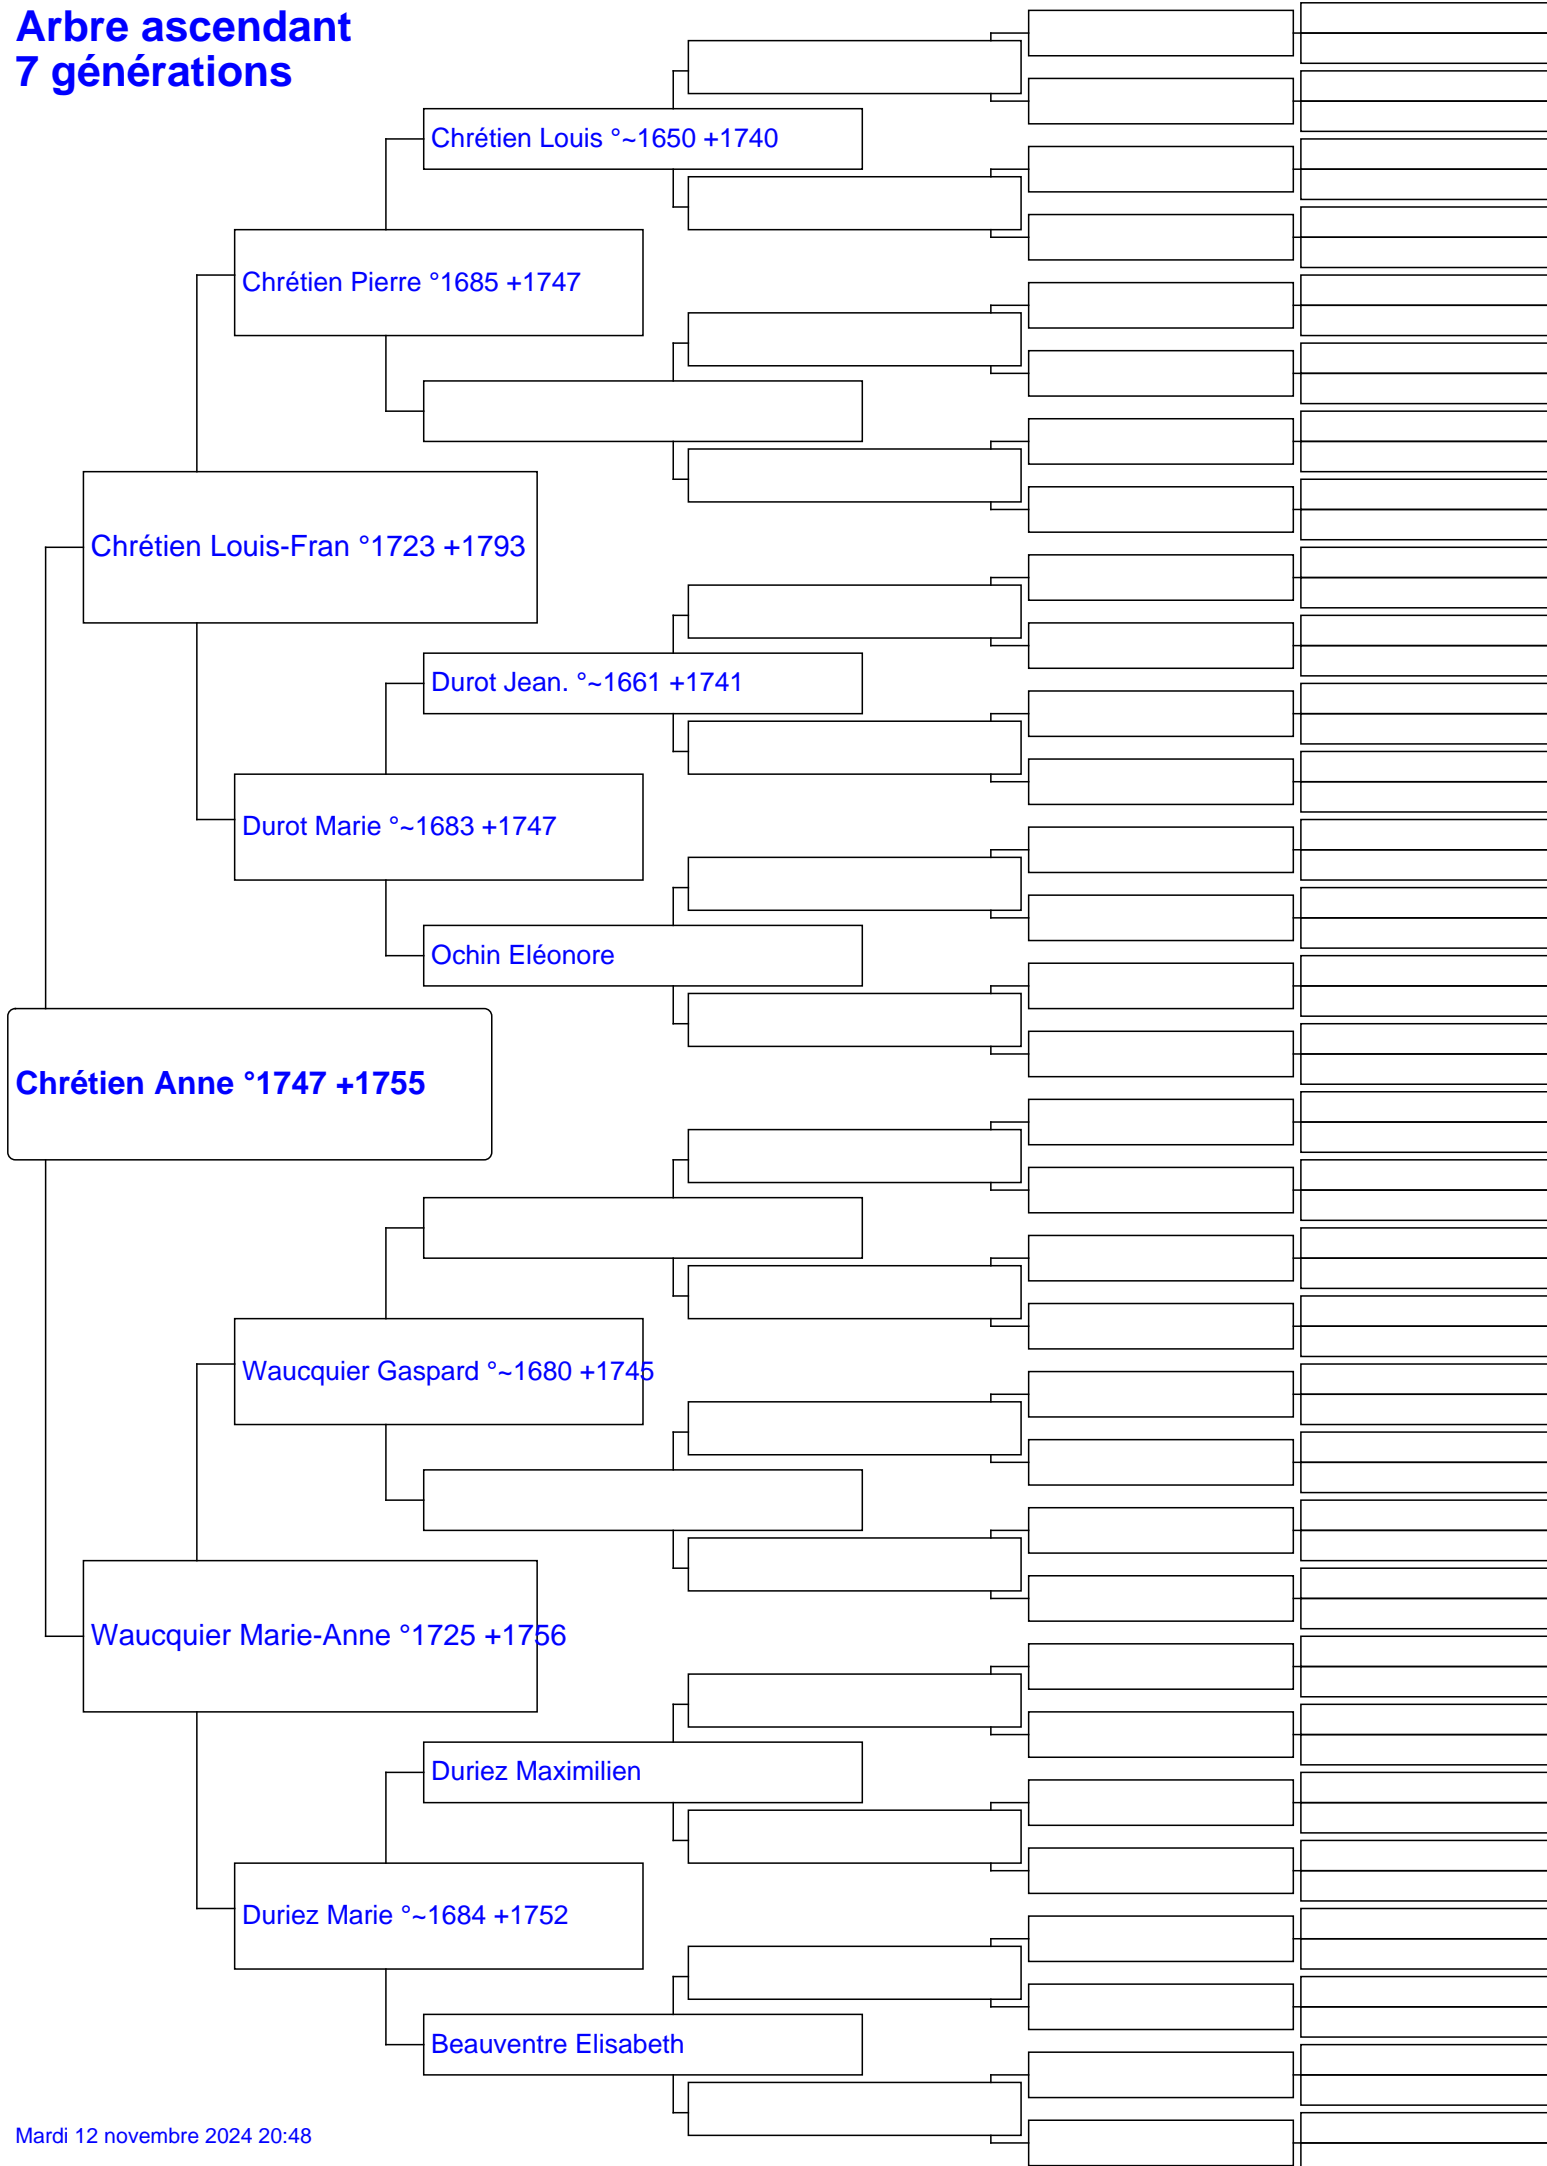 Arbre ascendant
7 générations
Chrétien Louis °~1650 +1740
Chrétien Pierre °1685 +1747
Chrétien Louis-Fran °1723 +1793
Durot Jean. °~1661 +1741
Durot Marie °~1683 +1747
Ochin Eléonore
Chrétien Anne °1747 +1755
Waucquier Gaspard °~1680 +1745
Waucquier Marie-Anne °1725 +1756
Duriez Maximilien
Duriez Marie °~1684 +1752
Beauventre Elisabeth
Mardi 12 novembre 2024 20:48